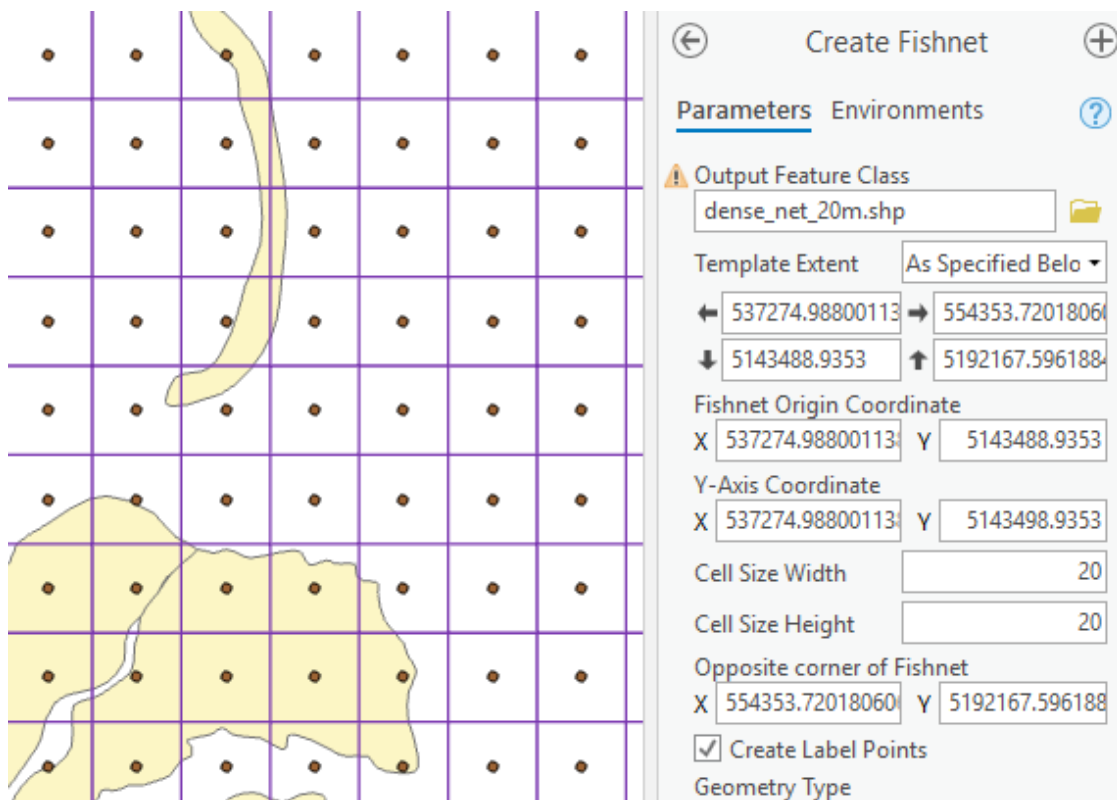 Create Fishnet
Parameters Environments
Output Feature Class
dense_net_20m.shp
Template Extent As Specified Belo
537274.98800113 554353.7201806
5143488.9353 5192167.596188
Fishnet Origin Coordinate
X 537274.98800113 Y 5143488.9353
Y-Axis Coordinate
X 537274.98800113 Y 5143498.9353
Cell Size Width 20
Cell Size Height 20
Opposite corner of Fishnet
X 554353.7201806 Y 5192167.596188
Create Label Points
Geometry Type